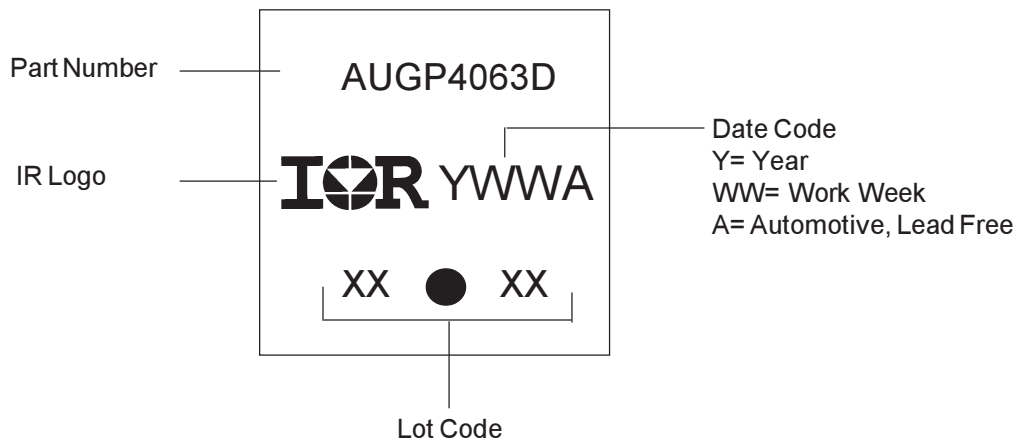 Part Number
AUGP4063D
IR Logo
IOR YWWA
Date Code
Y= Year
WW= Work Week
A= Automotive, Lead Free
XX ● XX
Lot Code